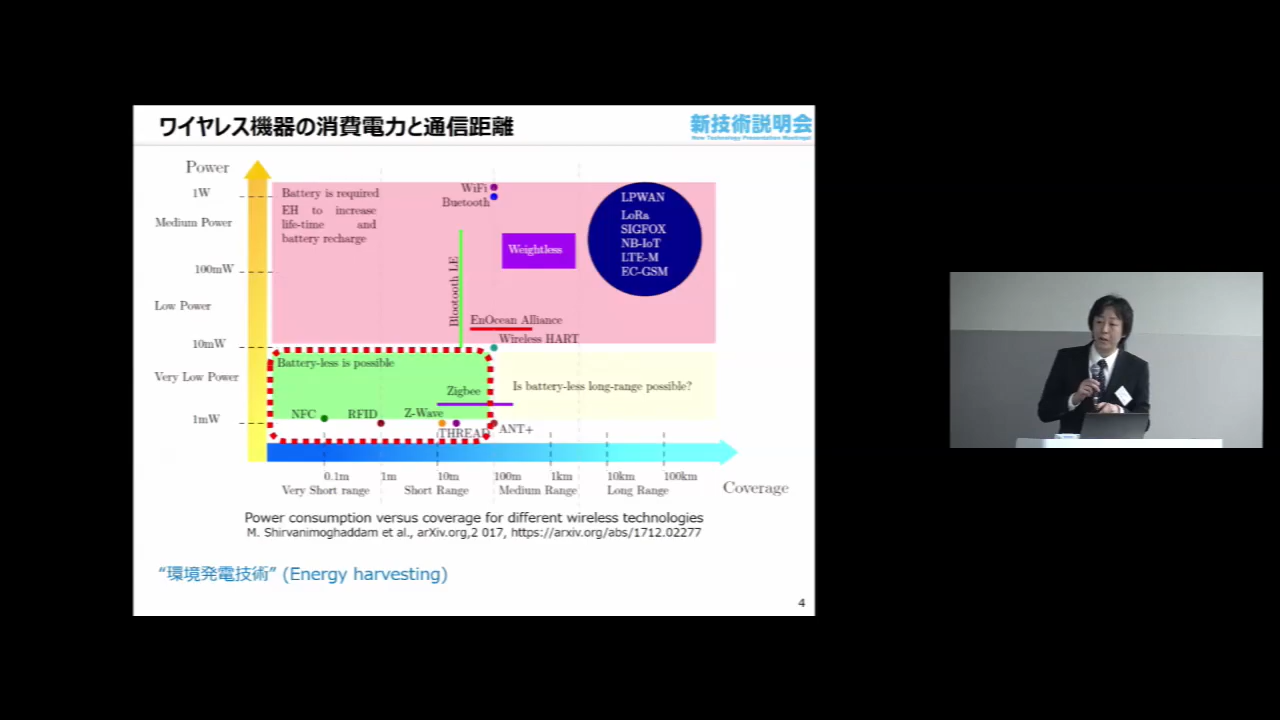 ワイヤレス機器の消費電力と通信距離
新技術説明会
New Technology Presentation Meetings!
Power
1W
Medium Power
100mW
Low Power
10mW
Very Low Power
1mW
Battery is required
EH to increase
life-time and
battery recharge
WiFi
Buetooth
Blootooth LE
Weightless
LPWAN
LoRa
SIGFOX
NB-IoT
LTE-M
EC-GSM
EnOcean Alliance
Wireless HART
Battery-less is possible
Zigbee
Is battery-less long-range possible?
NFC
RFID
Z-Wave
THREAD
ANT+
0.1m
1m
10m
100m
1km
10km
100km
Very Short range
Short Range
Medium Range
Long Range
Coverage
Power consumption versus coverage for different wireless technologies
M. Shirvanimoghaddam et al., arXiv.org,2 017, https://arxiv.org/abs/1712.02277
“環境発電技術” (Energy harvesting)
4